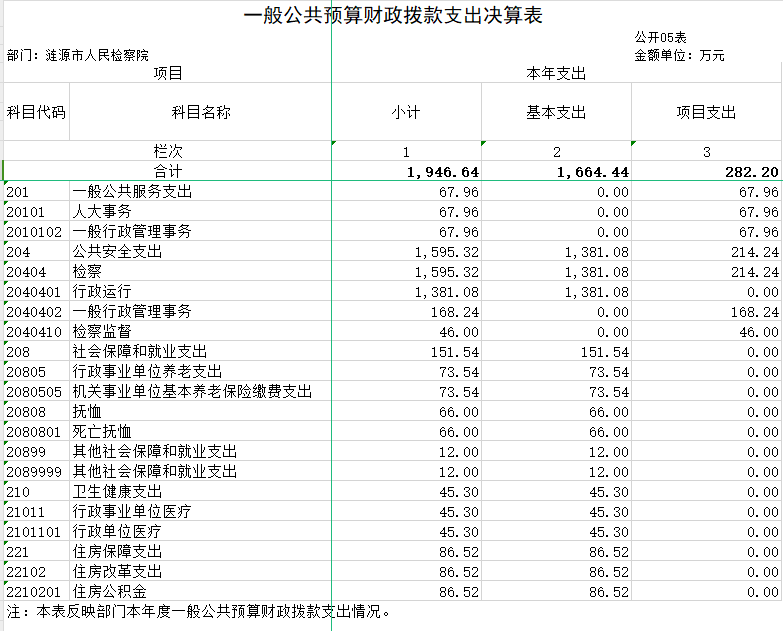 一般公共预算财政拨款支出决算表
公开05表
部门：涟源市人民检察院 金额单位：万元
项目 本年支出
科目代码 科目名称 小计 基本支出 项目支出
栏次 1 2 3
合计 1,946.64 1,664.44 282.20
201 一般公共服务支出 67.96 0.00 67.96
20101 人大事务 67.96 0.00 67.96
2010102 一般行政管理事务 67.96 0.00 67.96
204 公共安全支出 1,595.32 1,381.08 214.24
20404 检察 1,595.32 1,381.08 214.24
2040401 行政运行 1,381.08 1,381.08 0.00
2040402 一般行政管理事务 168.24 0.00 168.24
2040410 检察监督 46.00 0.00 46.00
208 社会保障和就业支出 151.54 151.54 0.00
20805 行政事业单位养老支出 73.54 73.54 0.00
2080505 机关事业单位基本养老保险缴费支出 73.54 73.54 0.00
20808 抚恤 66.00 66.00 0.00
2080801 死亡抚恤 66.00 66.00 0.00
20899 其他社会保障和就业支出 12.00 12.00 0.00
2089999 其他社会保障和就业支出 12.00 12.00 0.00
210 卫生健康支出 45.30 45.30 0.00
21011 行政事业单位医疗 45.30 45.30 0.00
2101101 行政单位医疗 45.30 45.30 0.00
221 住房保障支出 86.52 86.52 0.00
22102 住房改革支出 86.52 86.52 0.00
2210201 住房公积金 86.52 86.52 0.00
注：本表反映部门本年度一般公共预算财政拨款支出情况。